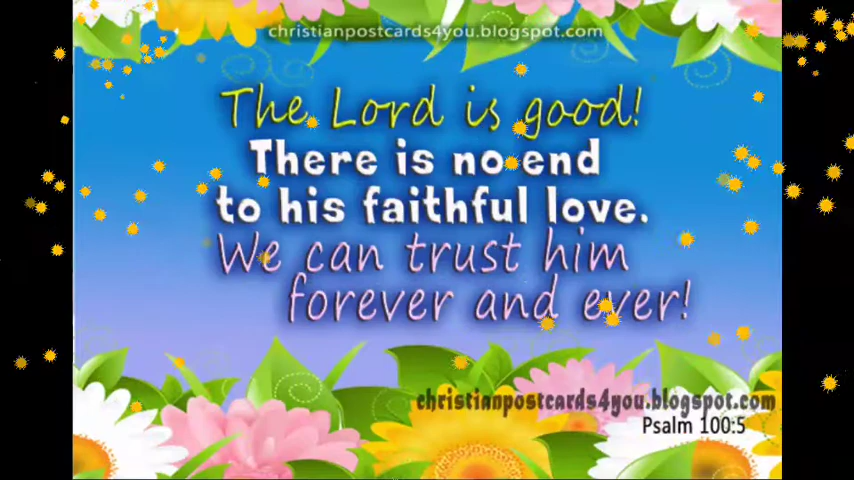 christianpostcards4you.blogspot.com
The Lord is good!
There is no end
to his faithful love.
We can trust him
forever and ever!
christianpostcards4you.blogspot.com
Psalm 100:5